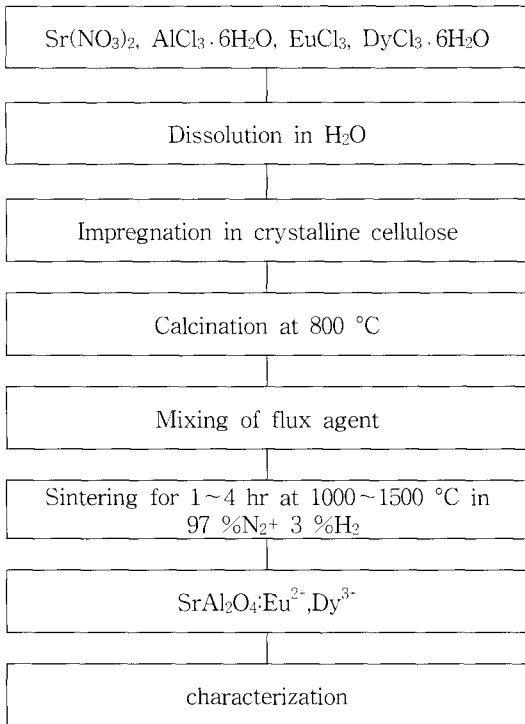 Sr(NO₃)₂, AlCl₃·6H₂O, EuCl₃, DyCl₃·6H₂O
Dissolution in H₂O
Impregnation in crystalline cellulose
Calcination at 800 °C
Mixing of flux agent
Sintering for 1~4 hr at 1000~1500 °C in
97 %N₂+ 3 %H₂
SrAl₂O₄:Eu²⁺,Dy³⁺
characterization